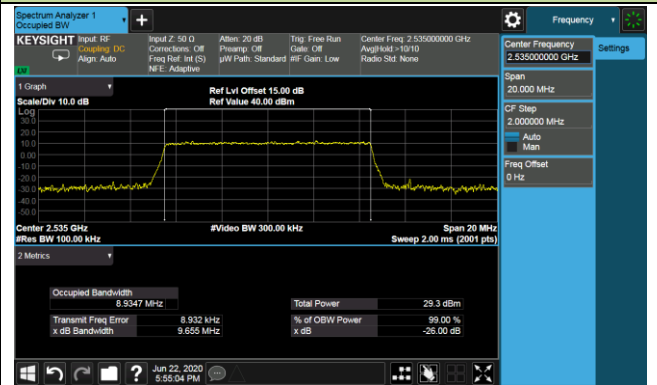 Spectrum Analyzer 1
Occupied BW
Frequency
KEYSIGHT
Input: RF
Coupling: DC
Align: Auto
Input Z: 50 Ω
Corrections: Off
Freq Ref: Int (S)
NFE: Adaptive
Atten: 20 dB
Preamp: Off
µW Path: Standard
Trig: Free Run
Gate: Off
#IF Gain: Low
Center Freq: 2.535000000 GHz
Avg|Hold:>10/10
Radio Std: None
Center Frequency
2.535000000 GHz
Settings
Span
20.000 MHz
CF Step
2.000000 MHz
Auto
Man
Freq Offset
0 Hz
1 Graph
Scale/Div 10.0 dB
Ref Lvl Offset 15.00 dB
Ref Value 40.00 dBm
Log
30.0
20.0
10.0
0.00
-10.0
-20.0
-30.0
-40.0
-50.0
Center 2.535 GHz
#Res BW 100.00 kHz
#Video BW 300.00 kHz
Span 20 MHz
Sweep 2.00 ms (2001 pts)
2 Metrics
Occupied Bandwidth
8.9347 MHz
Total Power 29.3 dBm
Transmit Freq Error 8.932 kHz
% of OBW Power 99.00 %
x dB Bandwidth 9.655 MHz
x dB -26.00 dB
Jun 22, 2020
5:55:04 PM